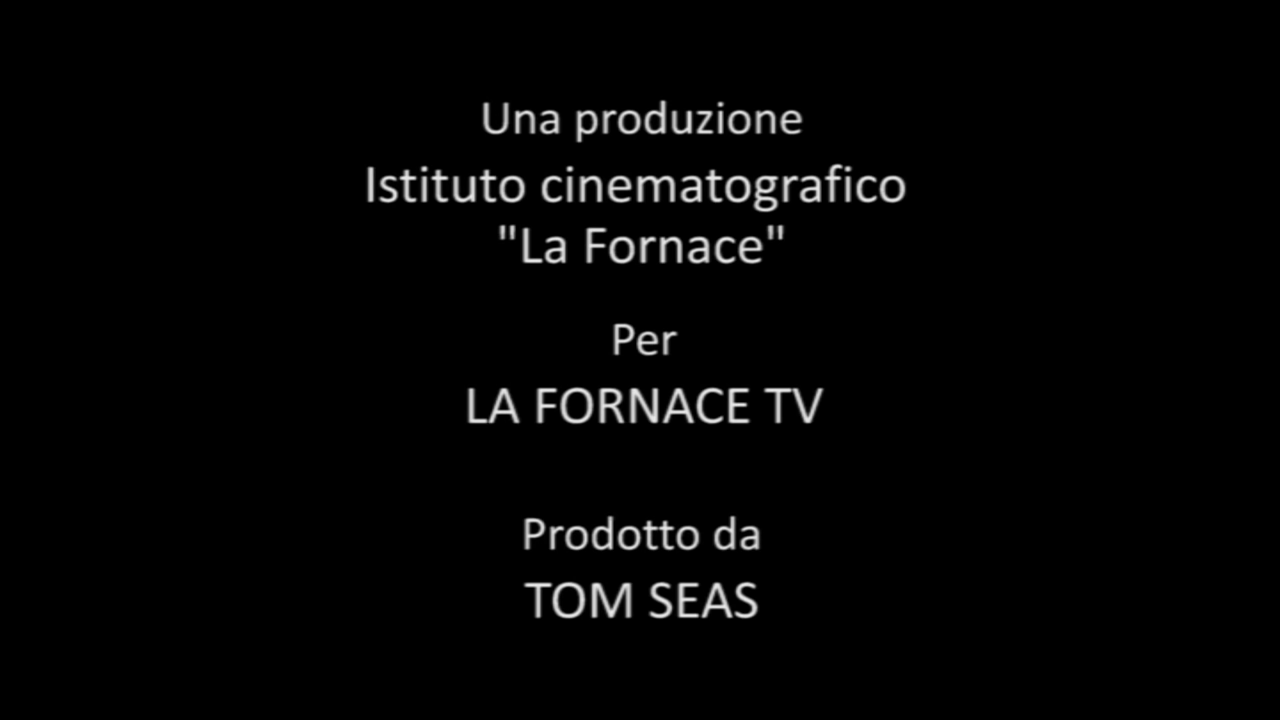 Una produzione
Istituto cinematografico
"La Fornace"
Per
LA FORNACE TV
Prodotto da
TOM SEAS